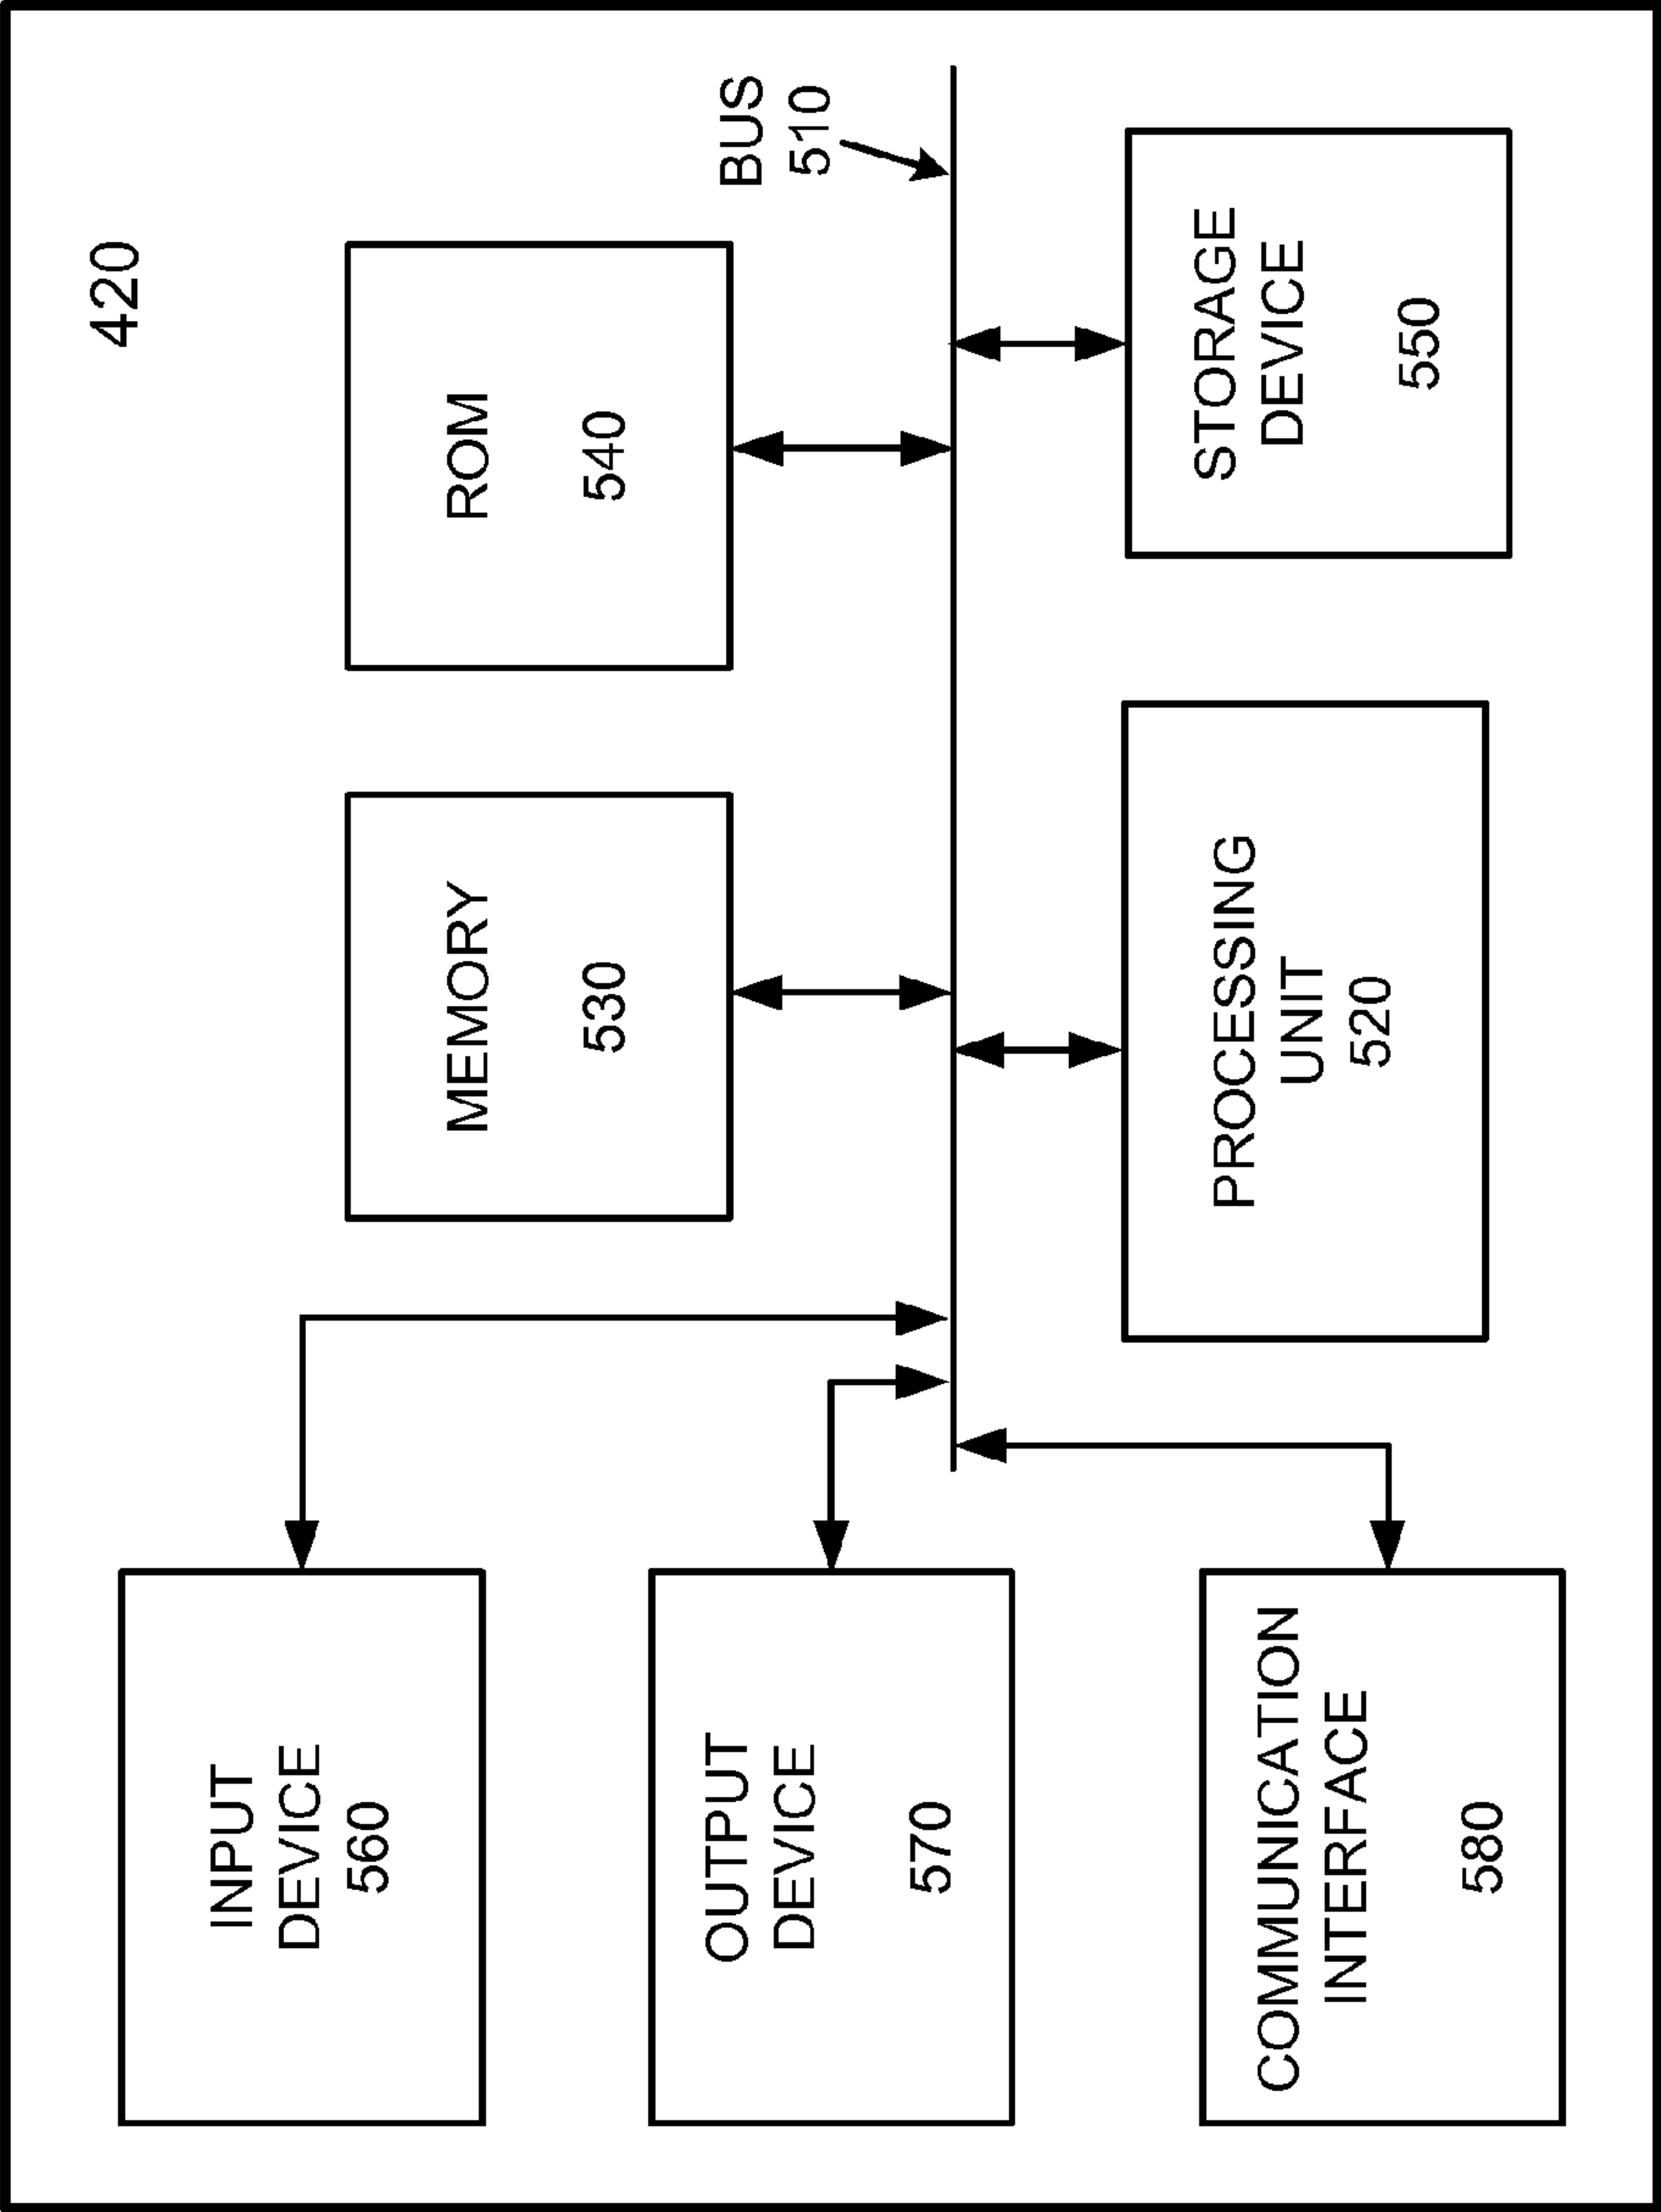 420
INPUT
DEVICE
560
MEMORY
530
ROM
540
BUS
510
OUTPUT
DEVICE
570
PROCESSING
UNIT
520
STORAGE
DEVICE
550
COMMUNICATION
INTERFACE
580